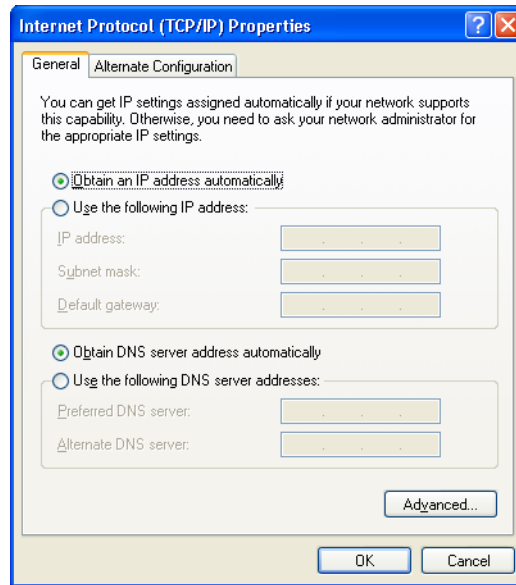 Internet Protocol (TCP/IP) Properties
General
Alternate Configuration
You can get IP settings assigned automatically if your network supports
this capability. Otherwise, you need to ask your network administrator for
the appropriate IP settings.
Obtain an IP address automatically
Use the following IP address:
IP address:
Subnet mask:
Default gateway:
Obtain DNS server address automatically
Use the following DNS server addresses:
Preferred DNS server:
Alternate DNS server:
Advanced...
OK
Cancel